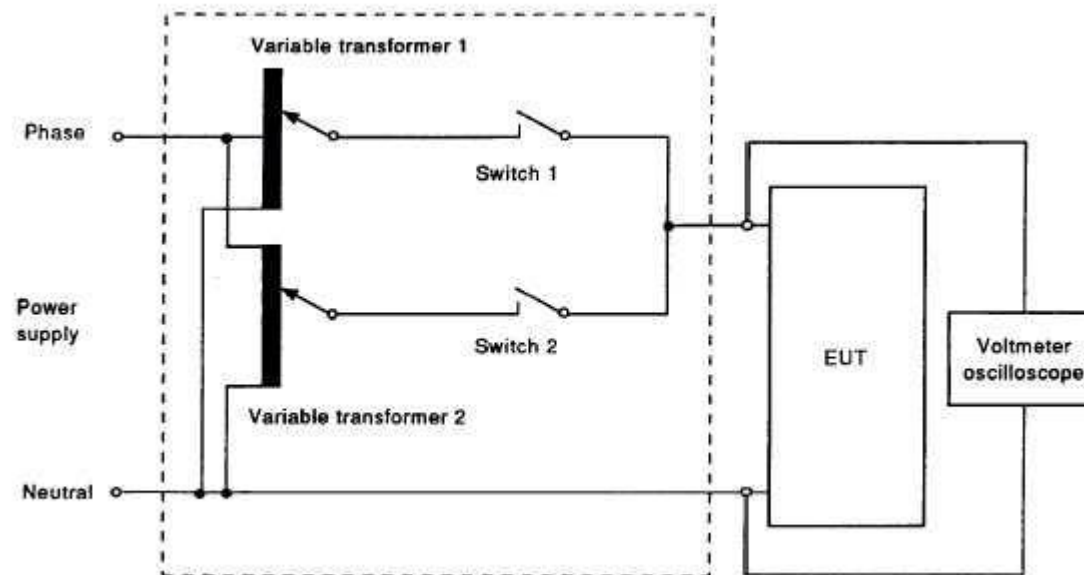 Variable transformer 1
Phase
Switch 1
Power
supply
Switch 2
EUT
Voltmeter
oscilloscope
Variable transformer 2
Neutral